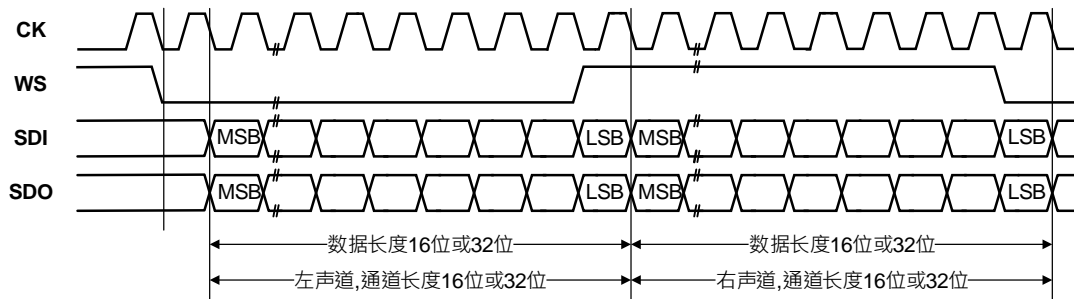 CK
WS
SDI MSB LSB MSB LSB
SDO MSB LSB MSB LSB
数据长度16位或32位 数据长度16位或32位
左声道,通道长度16位或32位 右声道,通道长度16位或32位